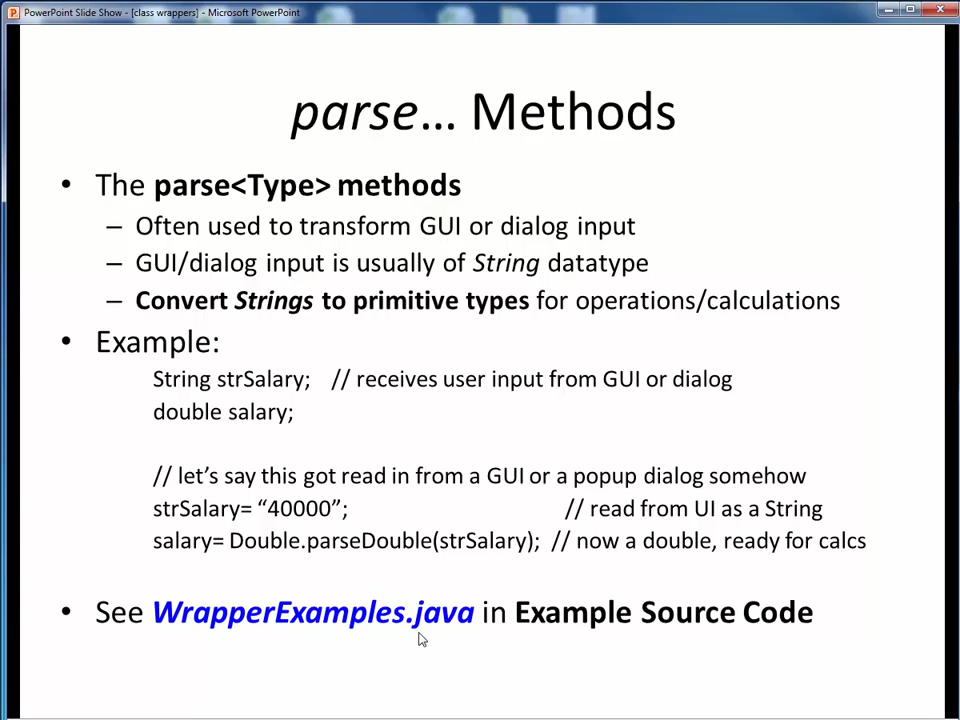 PowerPoint Slide Show - [class wrappers] - Microsoft PowerPoint
parse... Methods
• The parse<Type> methods
– Often used to transform GUI or dialog input
– GUI/dialog input is usually of String datatype
– Convert Strings to primitive types for operations/calculations
• Example:
String strSalary; // receives user input from GUI or dialog
double salary;
// let’s say this got read in from a GUI or a popup dialog somehow
strSalary= “40000”; // read from UI as a String
salary= Double.parseDouble(strSalary); // now a double, ready for calcs
• See WrapperExamples.java in Example Source Code